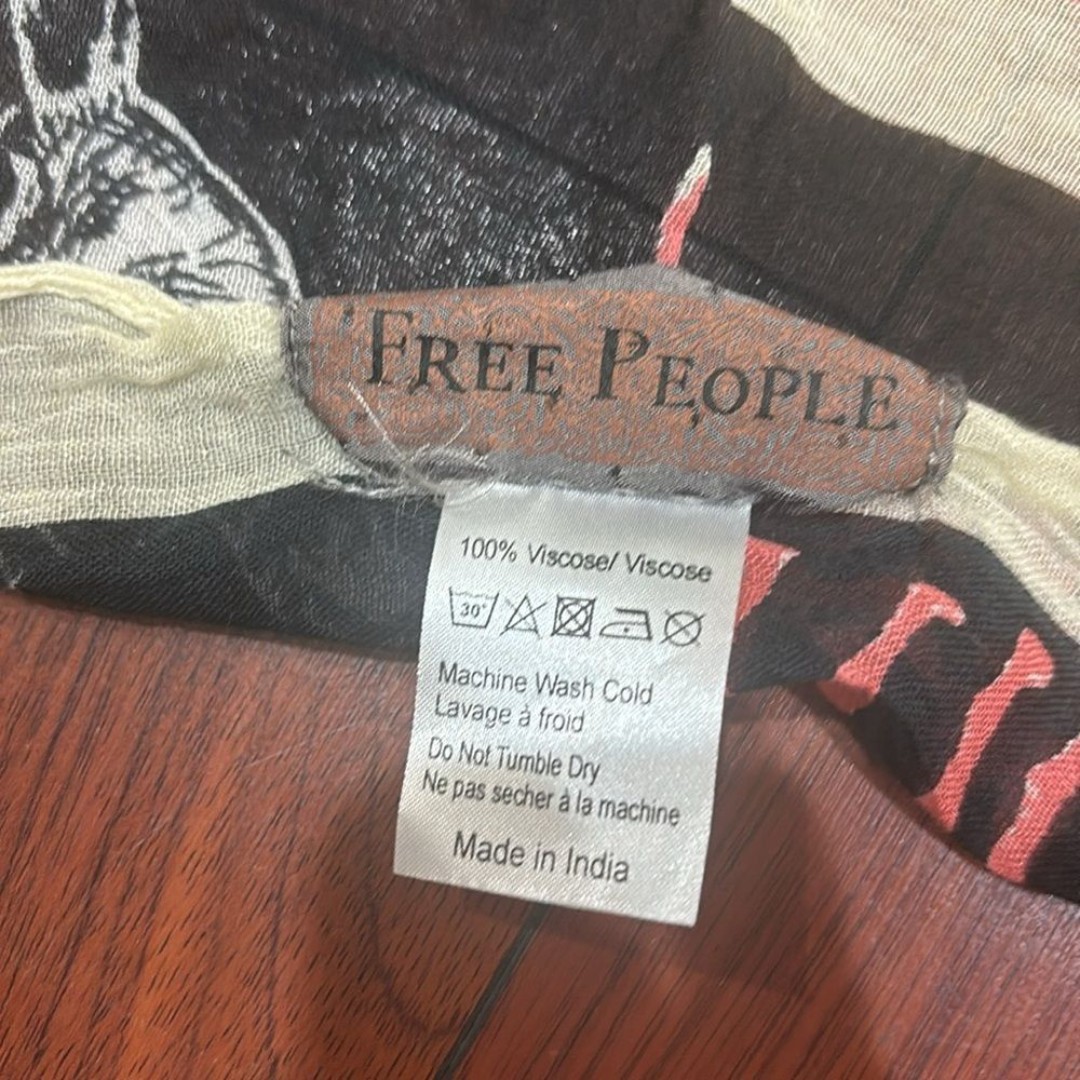 FREE PEOPLE
100% Viscose/ Viscose
30°
Machine Wash Cold
Lavage à froid
Do Not Tumble Dry
Ne pas secher à la machine
Made in India